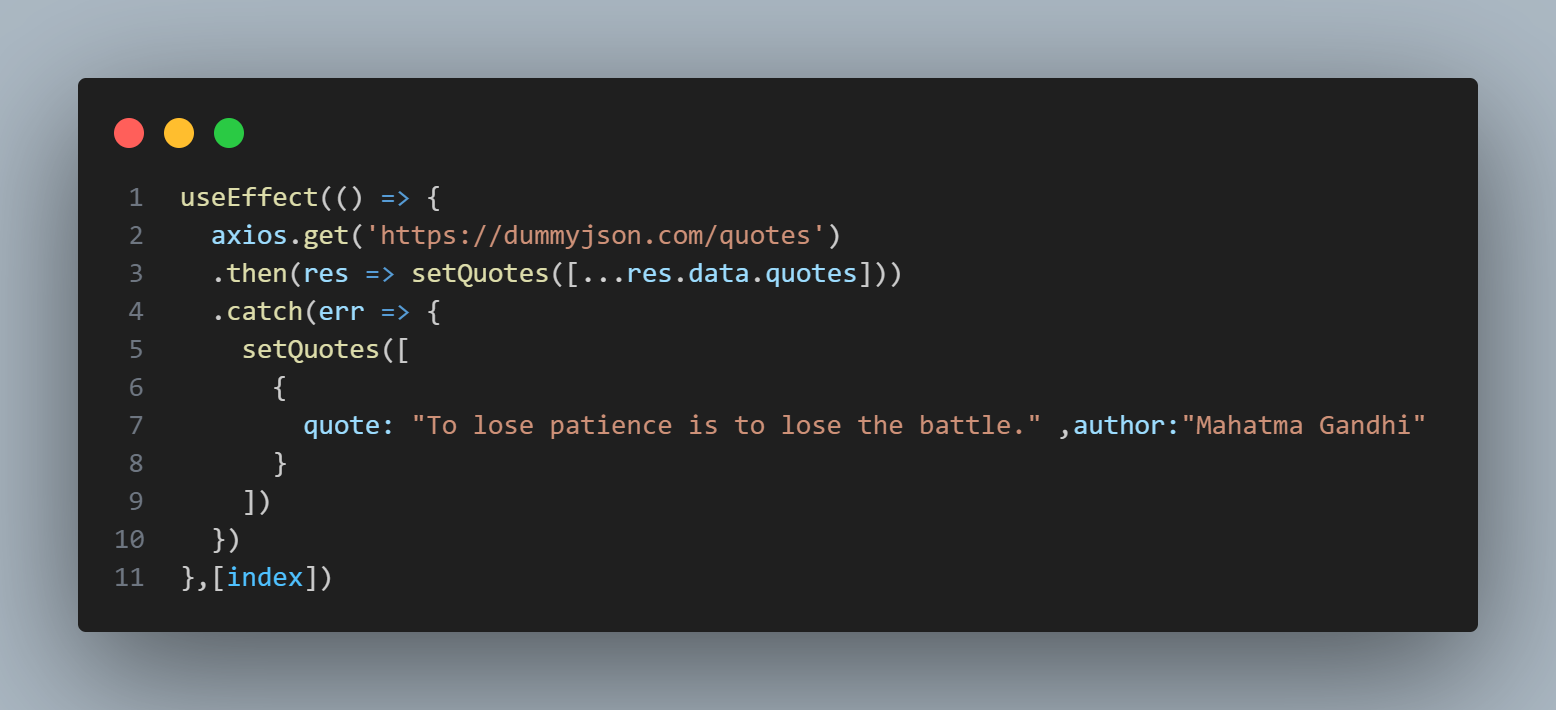 1 useEffect(() => {
2   axios.get('https://dummyjson.com/quotes')
3   .then(res => setQuotes([...res.data.quotes]))
4   .catch(err => {
5     setQuotes([
6       {
7         quote: "To lose patience is to lose the battle." ,author:"Mahatma Gandhi"
8       }
9     ])
10   })
11 },[index])